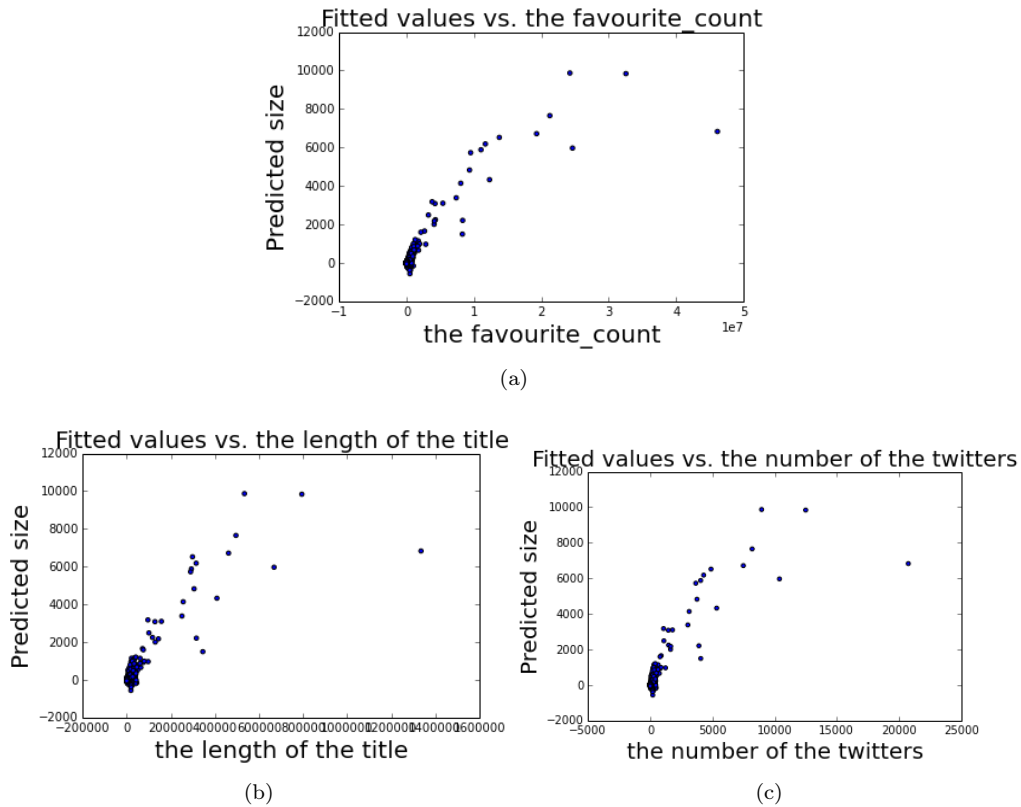 Fitted values vs. the favourite_count
12000
10000
8000
6000
4000
2000
0
−2000
Predicted size
−1 0 1 2 3 4 5
1e7
the favourite_count
(a)
Fitted values vs. the length of the title
12000
10000
8000
6000
4000
2000
0
−2000
Predicted size
−200000 0 200000 400000 600000 800000 1000000 1200000 1400000 1600000
the length of the title
(b)
Fitted values vs. the number of the twitters
12000
10000
8000
6000
4000
2000
0
−2000
Predicted size
−5000 0 5000 10000 15000 20000 25000
the number of the twitters
(c)